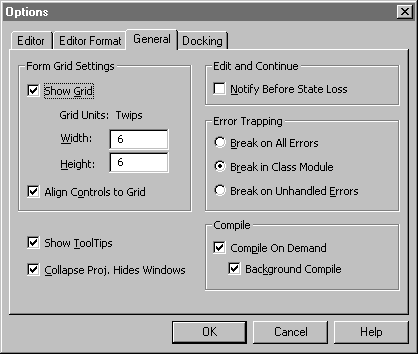 Options
Editor Editor Format General Docking
Form Grid Settings
Show Grid
Grid Units: Twips
Width: 6
Height: 6
Align Controls to Grid
Show ToolTips
Collapse Proj. Hides Windows
Edit and Continue
Notify Before State Loss
Error Trapping
Break on All Errors
Break in Class Module
Break on Unhandled Errors
Compile
Compile On Demand
Background Compile
OK Cancel Help